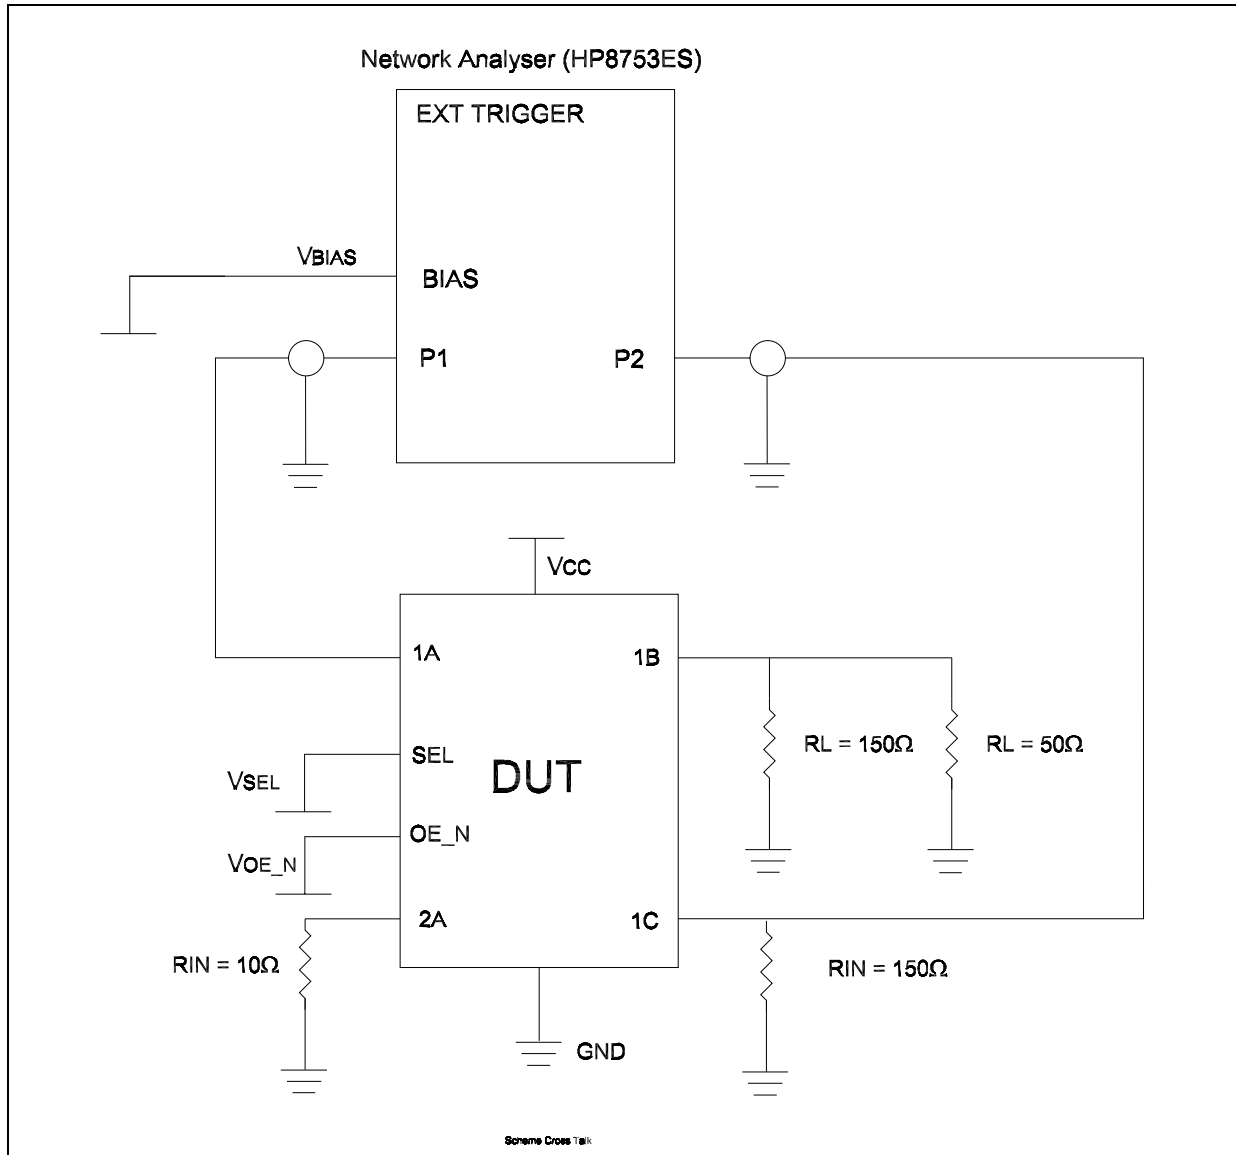 Network Analyser (HP8753ES)
EXT TRIGGER
VBIAS
BIAS
P1
P2
VCC
1A
1B
SEL
DUT
RL = 150Ω
RL = 50Ω
VSEL
OE_N
VOE_N
2A
1C
RIN = 10Ω
RIN = 150Ω
GND
Scheme Cross Talk